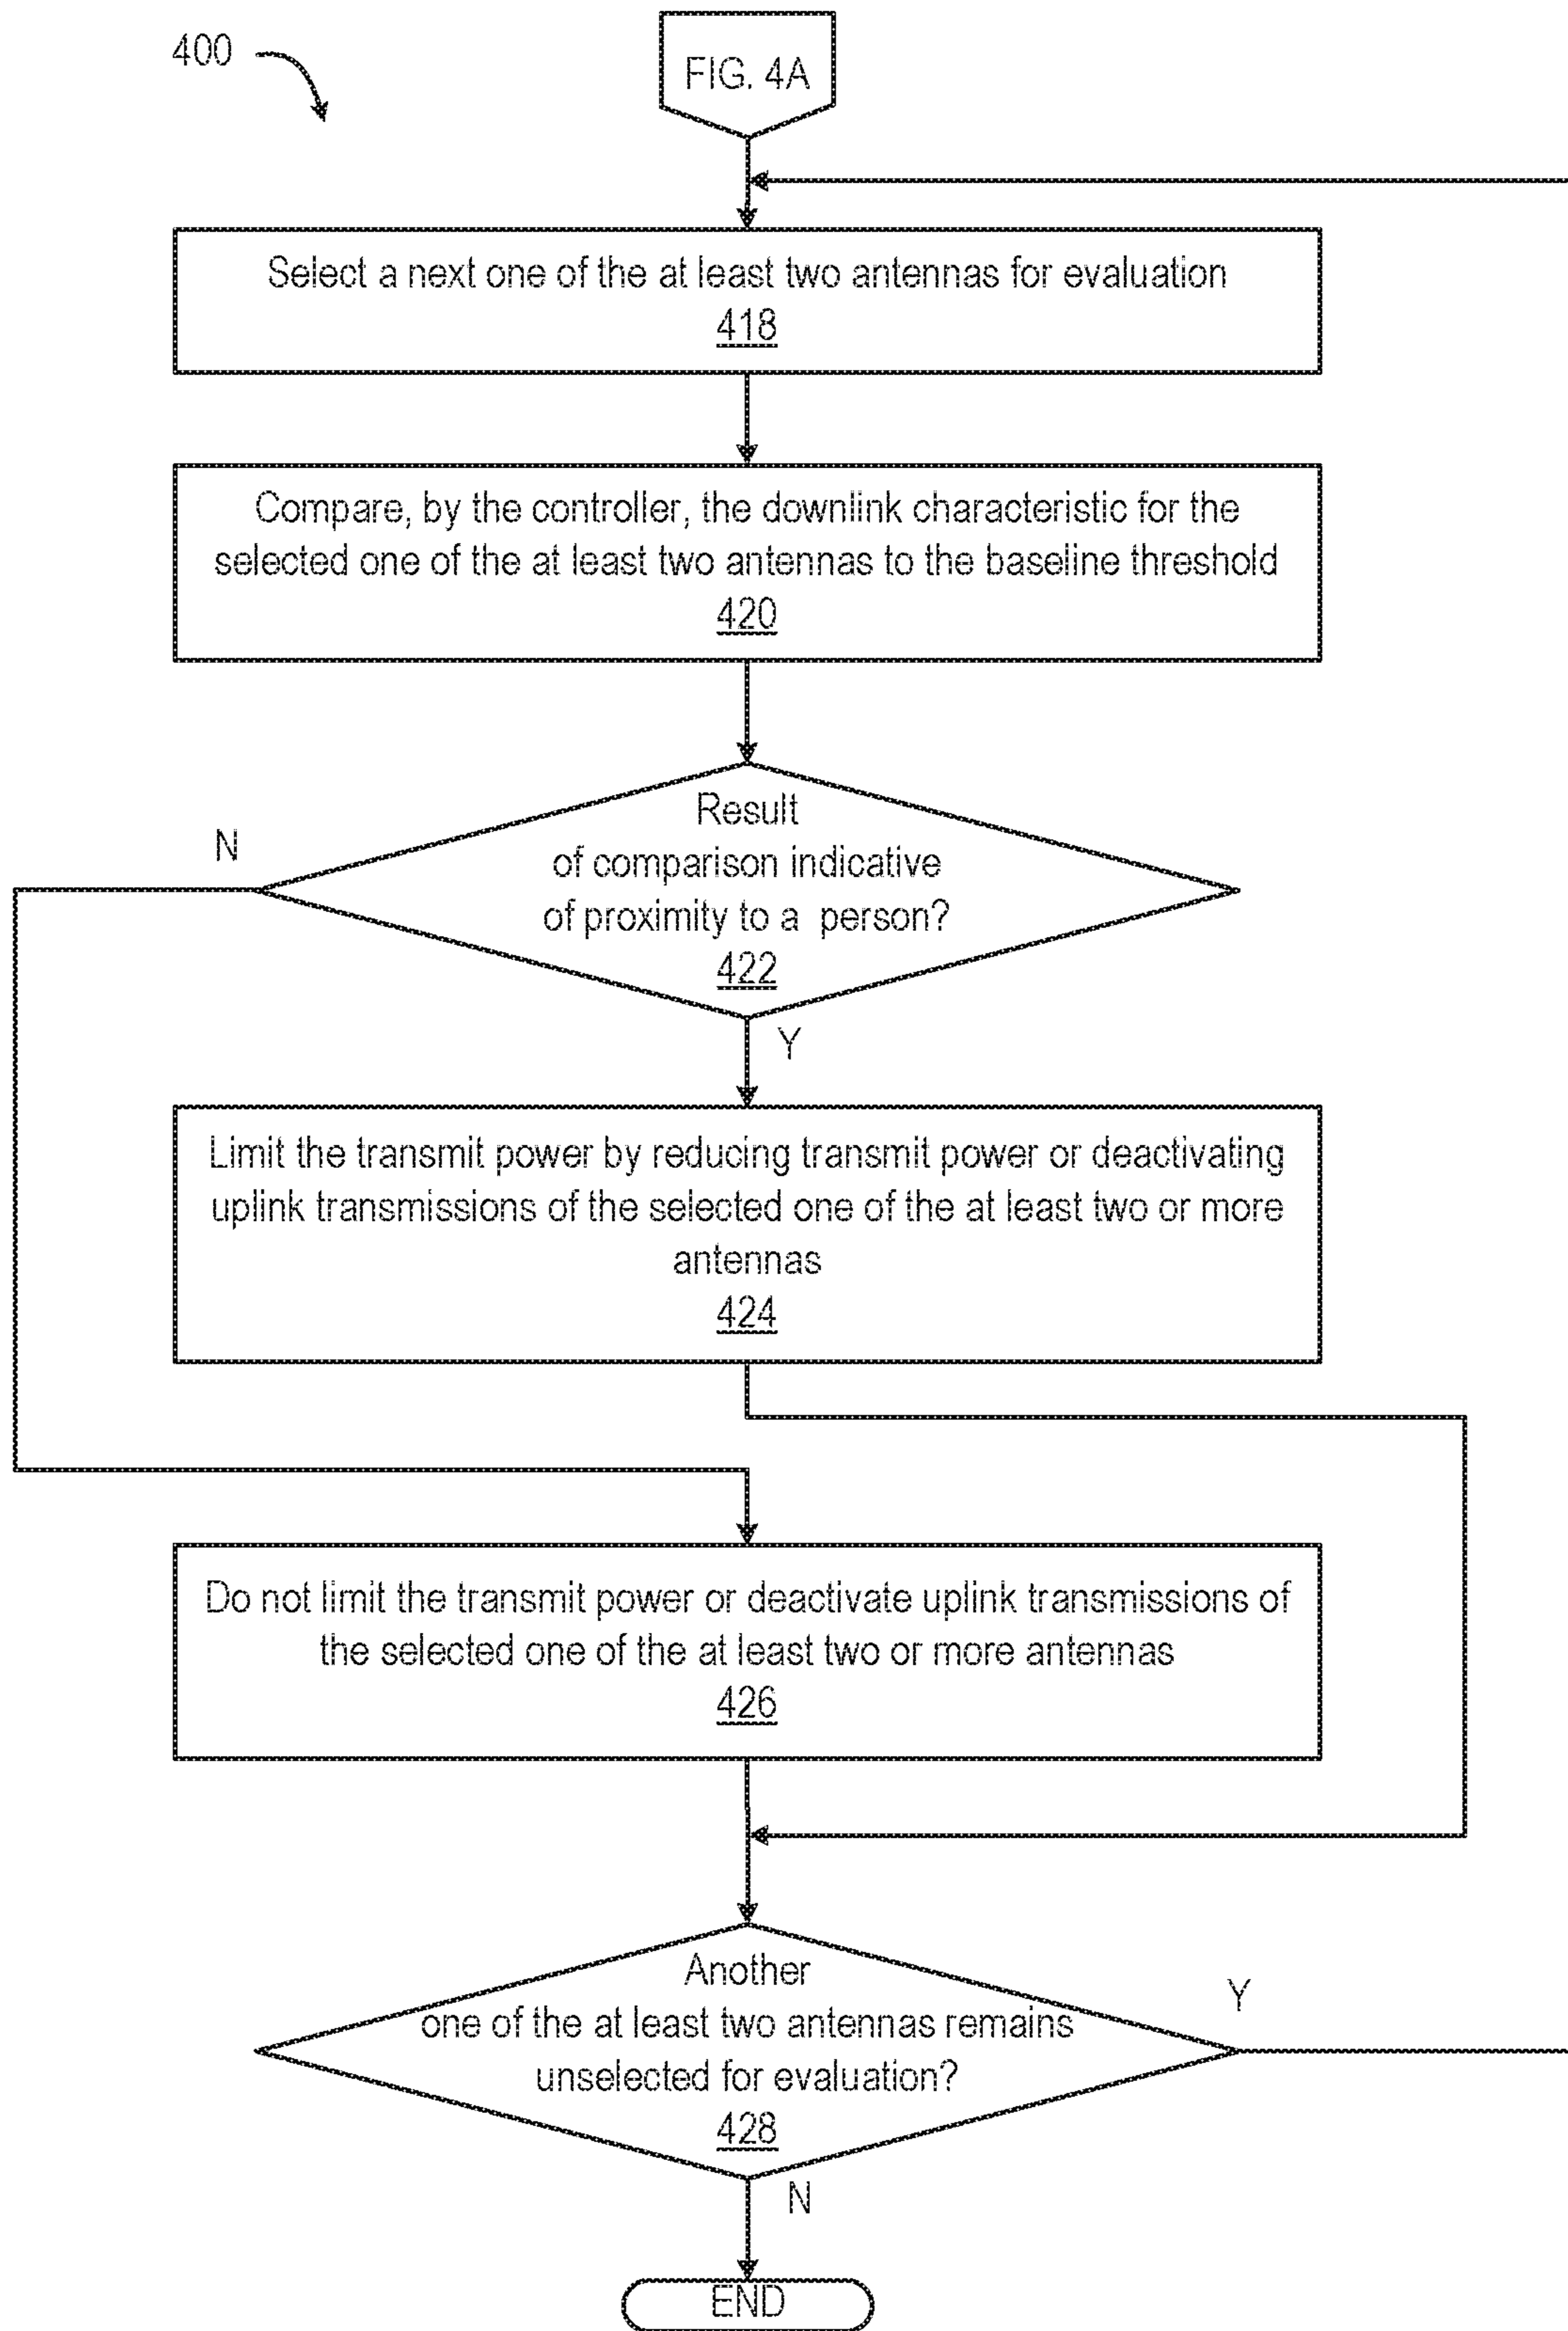 400
FIG. 4A
Select a next one of the at least two antennas for evaluation
418
Compare, by the controller, the downlink characteristic for the
selected one of the at least two antennas to the baseline threshold
420
N
Result
of comparison indicative
of proximity to a person?
422
Y
Limit the transmit power by reducing transmit power or deactivating
uplink transmissions of the selected one of the at least two or more
antennas
424
Do not limit the transmit power or deactivate uplink transmissions of
the selected one of the at least two or more antennas
426
Another
one of the at least two antennas remains
unselected for evaluation?
428
Y
N
END